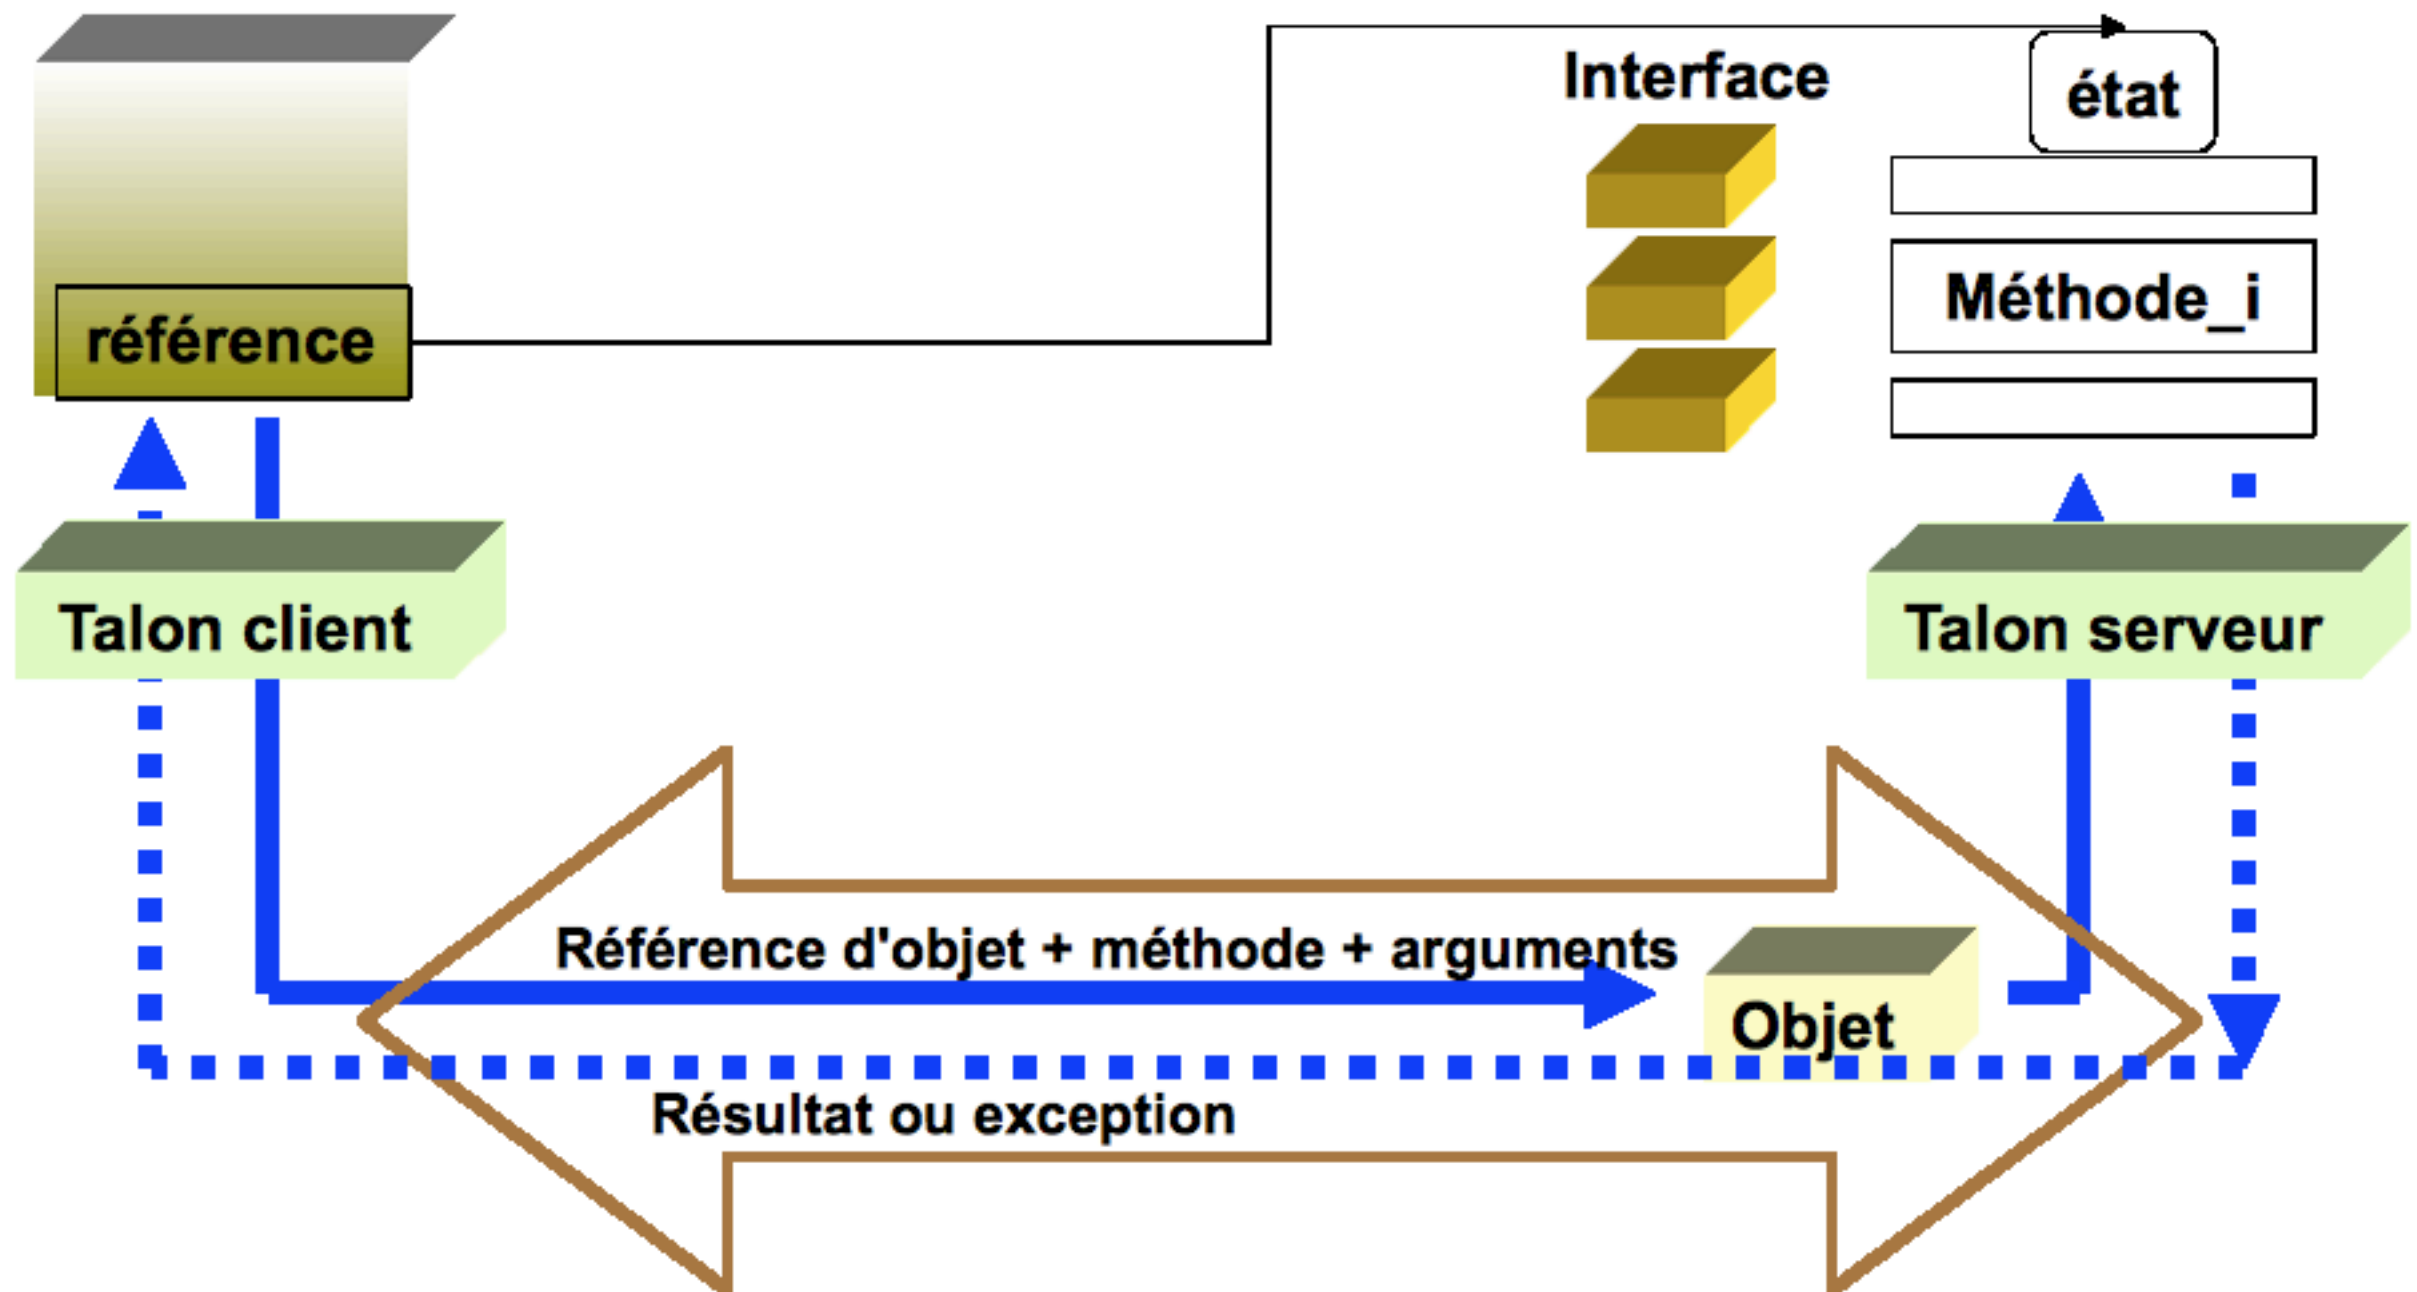 Interface
état
Méthode_i
référence
Talon client
Talon serveur
Référence d'objet + méthode + arguments
Objet
Résultat ou exception